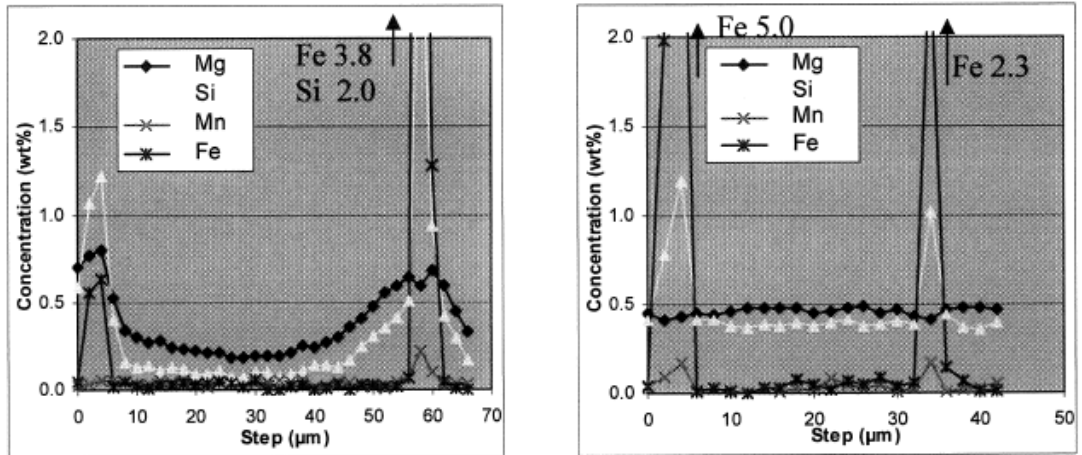 Fe 3.8
Si 2.0
Mg
Si
Mn
Fe
Concentration (wt%)
2.0
1.5
1.0
0.5
0.0
0 10 20 30 40 50 60 70
Step (µm)
Fe 5.0
Fe 2.3
Mg
Si
Mn
Fe
Concentration (wt%)
2.0
1.5
1.0
0.5
0.0
0 10 20 30 40 50
Step (µm)